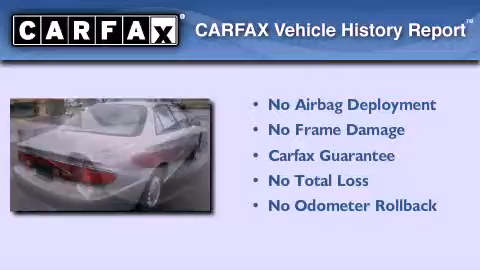 CARFAX®
CARFAX Vehicle History Report™
• No Airbag Deployment
• No Frame Damage
• Carfax Guarantee
• No Total Loss
• No Odometer Rollback